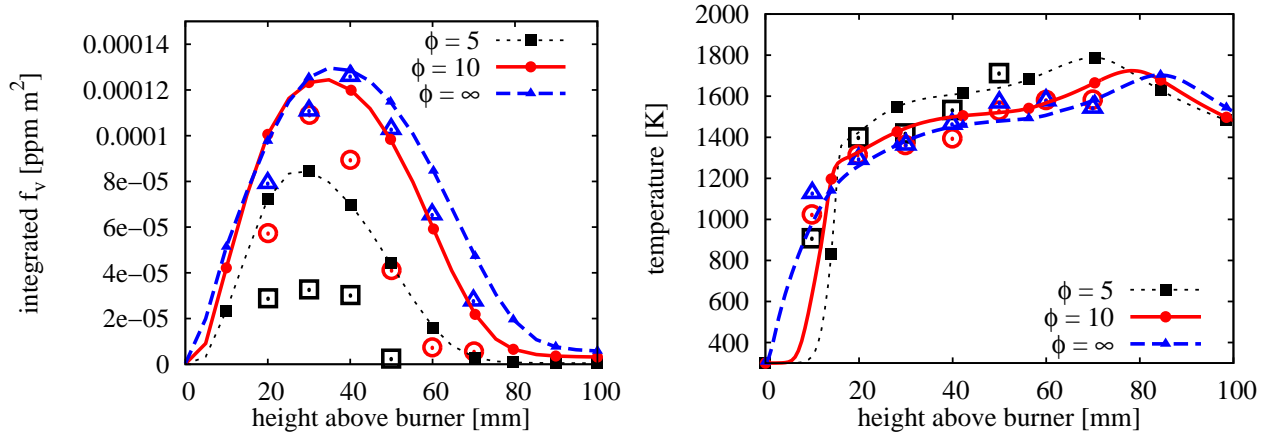 integrated f_v [ppm m²]
0.00014
0.00012
0.0001
8e−05
6e−05
4e−05
2e−05
0
ϕ = 5
ϕ = 10
ϕ = ∞
0 20 40 60 80 100
height above burner [mm]
temperature [K]
2000
1800
1600
1400
1200
1000
800
600
400
ϕ = 5
ϕ = 10
ϕ = ∞
0 20 40 60 80 100
height above burner [mm]